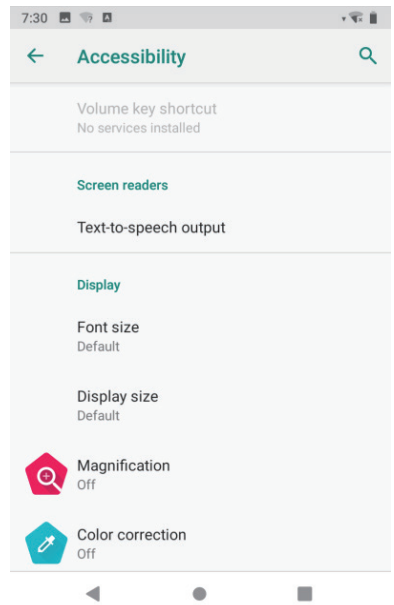 7:30
Accessibility
Volume key shortcut
No services installed
Screen readers
Text-to-speech output
Display
Font size
Default
Display size
Default
Magnification
Off
Color correction
Off